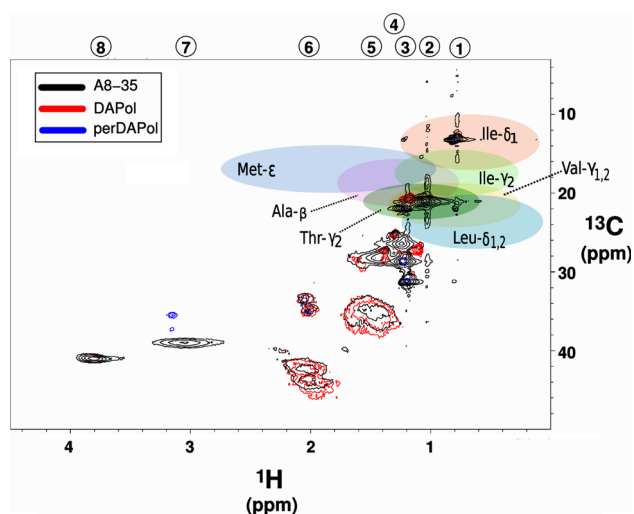 ④
⑧ ⑦ ⑥ ⑤ ③ ② ①
A8-35
DAPol
perDAPol
10
Ile-δ1
Met-ε
Ile-γ2
Val-γ1,2
20
Ala-β
13C
(ppm)
Thr-γ2
Leu-δ1,2
30
40
4 3 2 1
1H
(ppm)